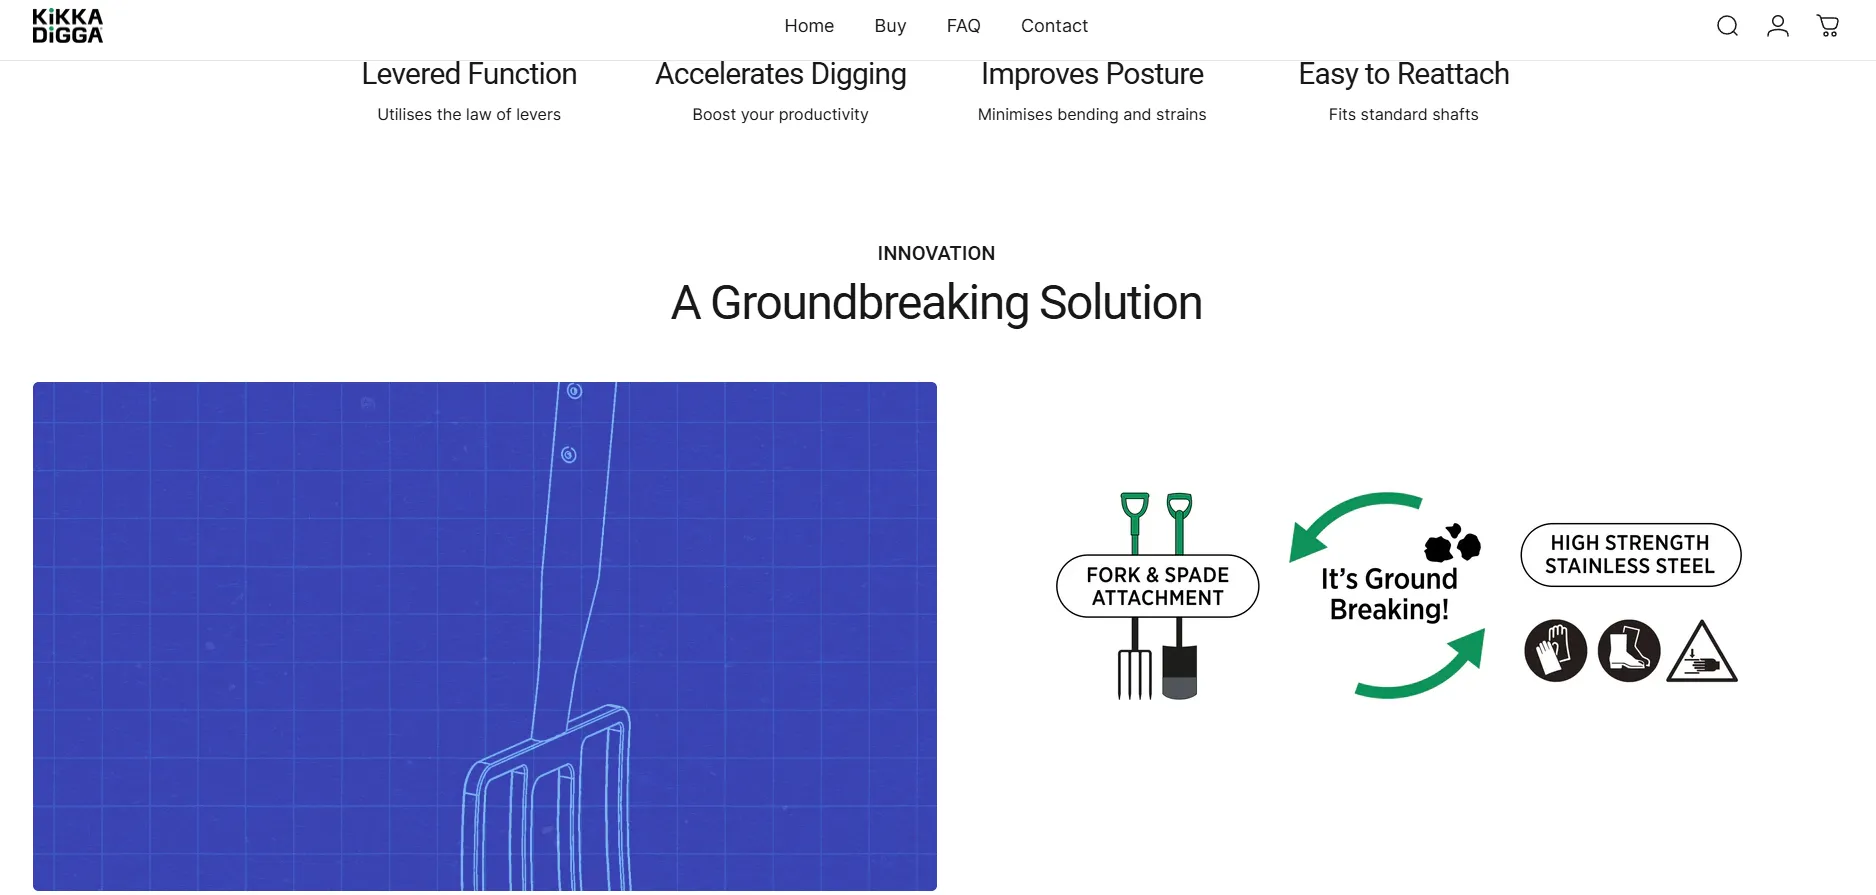 KiKKA
DiGGA
Home
Buy
FAQ
Contact
Levered Function
Utilises the law of levers
Accelerates Digging
Boost your productivity
Improves Posture
Minimises bending and strains
Easy to Reattach
Fits standard shafts
INNOVATION
A Groundbreaking Solution
FORK & SPADE
ATTACHMENT
It's Ground
Breaking!
HIGH STRENGTH
STAINLESS STEEL